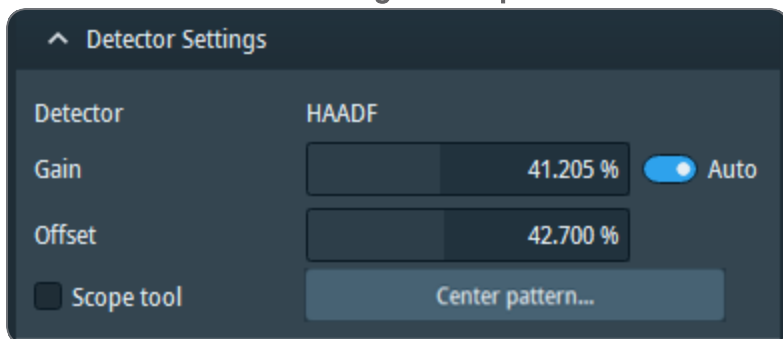 Detector Settings
Detector HAADF
Gain 41.205 % Auto
Offset 42.700 %
Scope tool Center pattern...